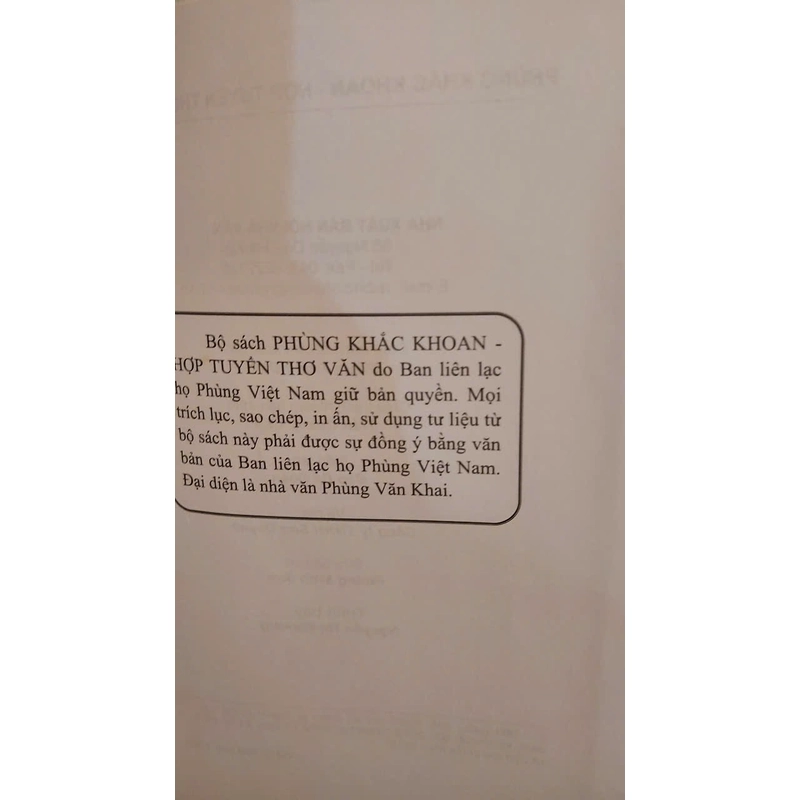 Bộ sách PHÙNG KHẮC KHOAN -
HỢP TUYỂN THƠ VĂN do Ban liên lạc
họ Phùng Việt Nam giữ bản quyền. Mọi
trích lục, sao chép, in ấn, sử dụng tư liệu từ
bộ sách này phải được sự đồng ý bằng văn
bản của Ban liên lạc họ Phùng Việt Nam.
Đại diện là nhà văn Phùng Văn Khai.